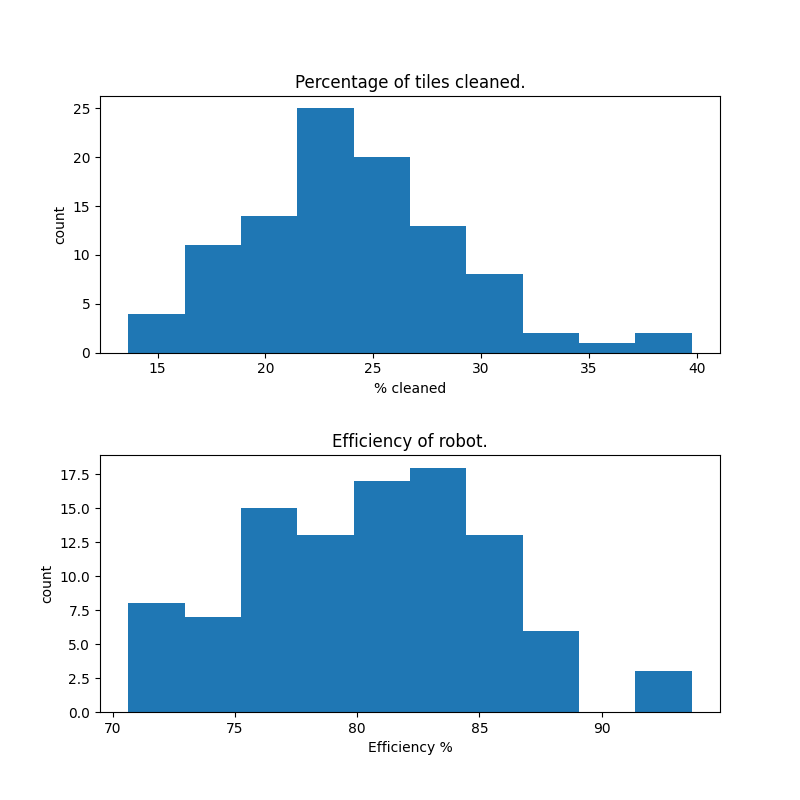 Percentage of tiles cleaned.
25
20
15
10
5
0
count
15 20 25 30 35 40
% cleaned
Efficiency of robot.
17.5
15.0
12.5
10.0
7.5
5.0
2.5
0.0
count
70 75 80 85 90
Efficiency %